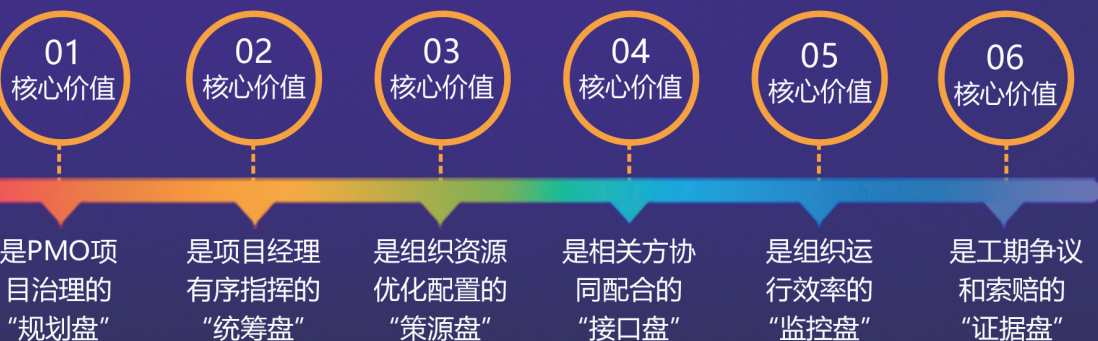 01
核心价值
是PMO项
目治理的
“规划盘”
02
核心价值
是项目经理
有序指挥的
“统筹盘”
03
核心价值
是组织资源
优化配置的
“策源盘”
04
核心价值
是相关方协
同配合的
“接口盘”
05
核心价值
是组织运
行效率的
“监控盘”
06
核心价值
是工期争议
和索赔的
“证据盘”